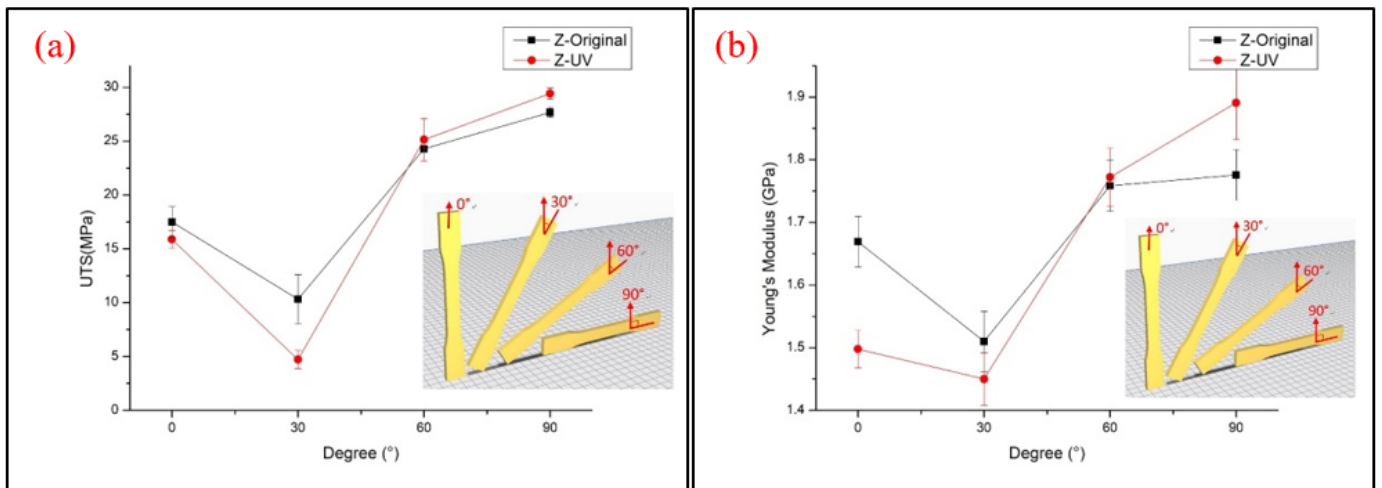 (a)
Z-Original
Z-UV
30
25
20
15
10
5
0
UTS(MPa)
0°
30°
60°
90°
0
30
60
90
Degree (°)
(b)
Z-Original
Z-UV
1.9
1.8
1.7
1.6
1.5
1.4
Young's Modulus (GPa)
0°
30°
60°
90°
0
30
60
90
Degree (°)